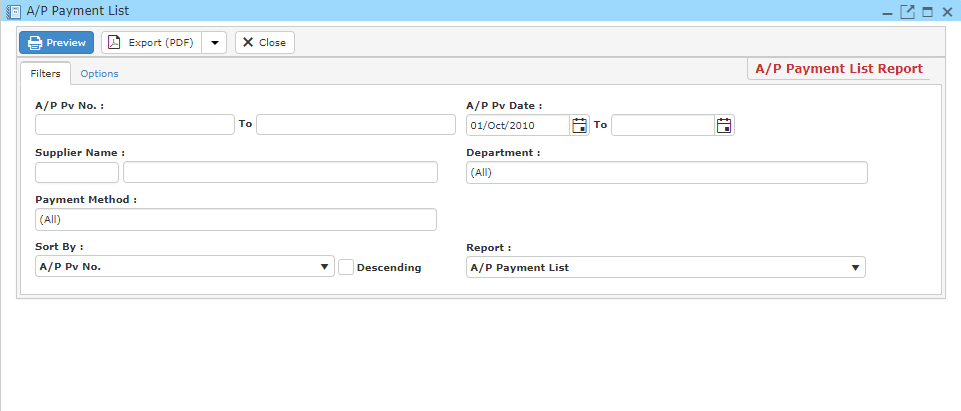 A/P Payment List
Preview Export (PDF) Close
Filters Options A/P Payment List Report
A/P Pv No. : A/P Pv Date :
To 01/Oct/2010 To
Supplier Name : Department :
(All)
Payment Method :
(All)
Sort By : Report :
A/P Pv No. Descending A/P Payment List